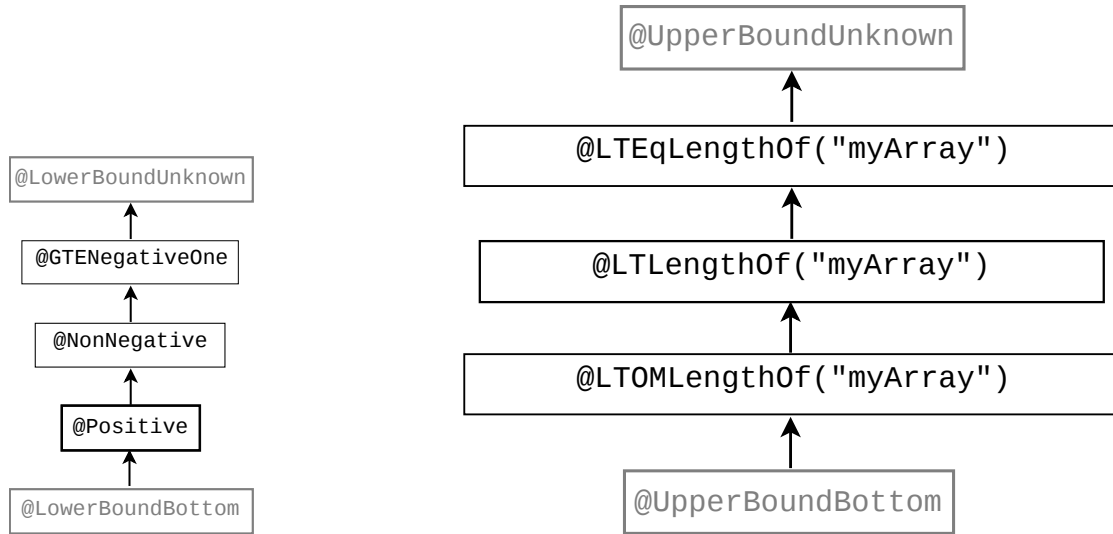 @LowerBoundUnknown
@GTENegativeOne
@NonNegative
@Positive
@LowerBoundBottom
@UpperBoundUnknown
@LTEqLengthOf("myArray")
@LTLengthOf("myArray")
@LTOMLengthOf("myArray")
@UpperBoundBottom